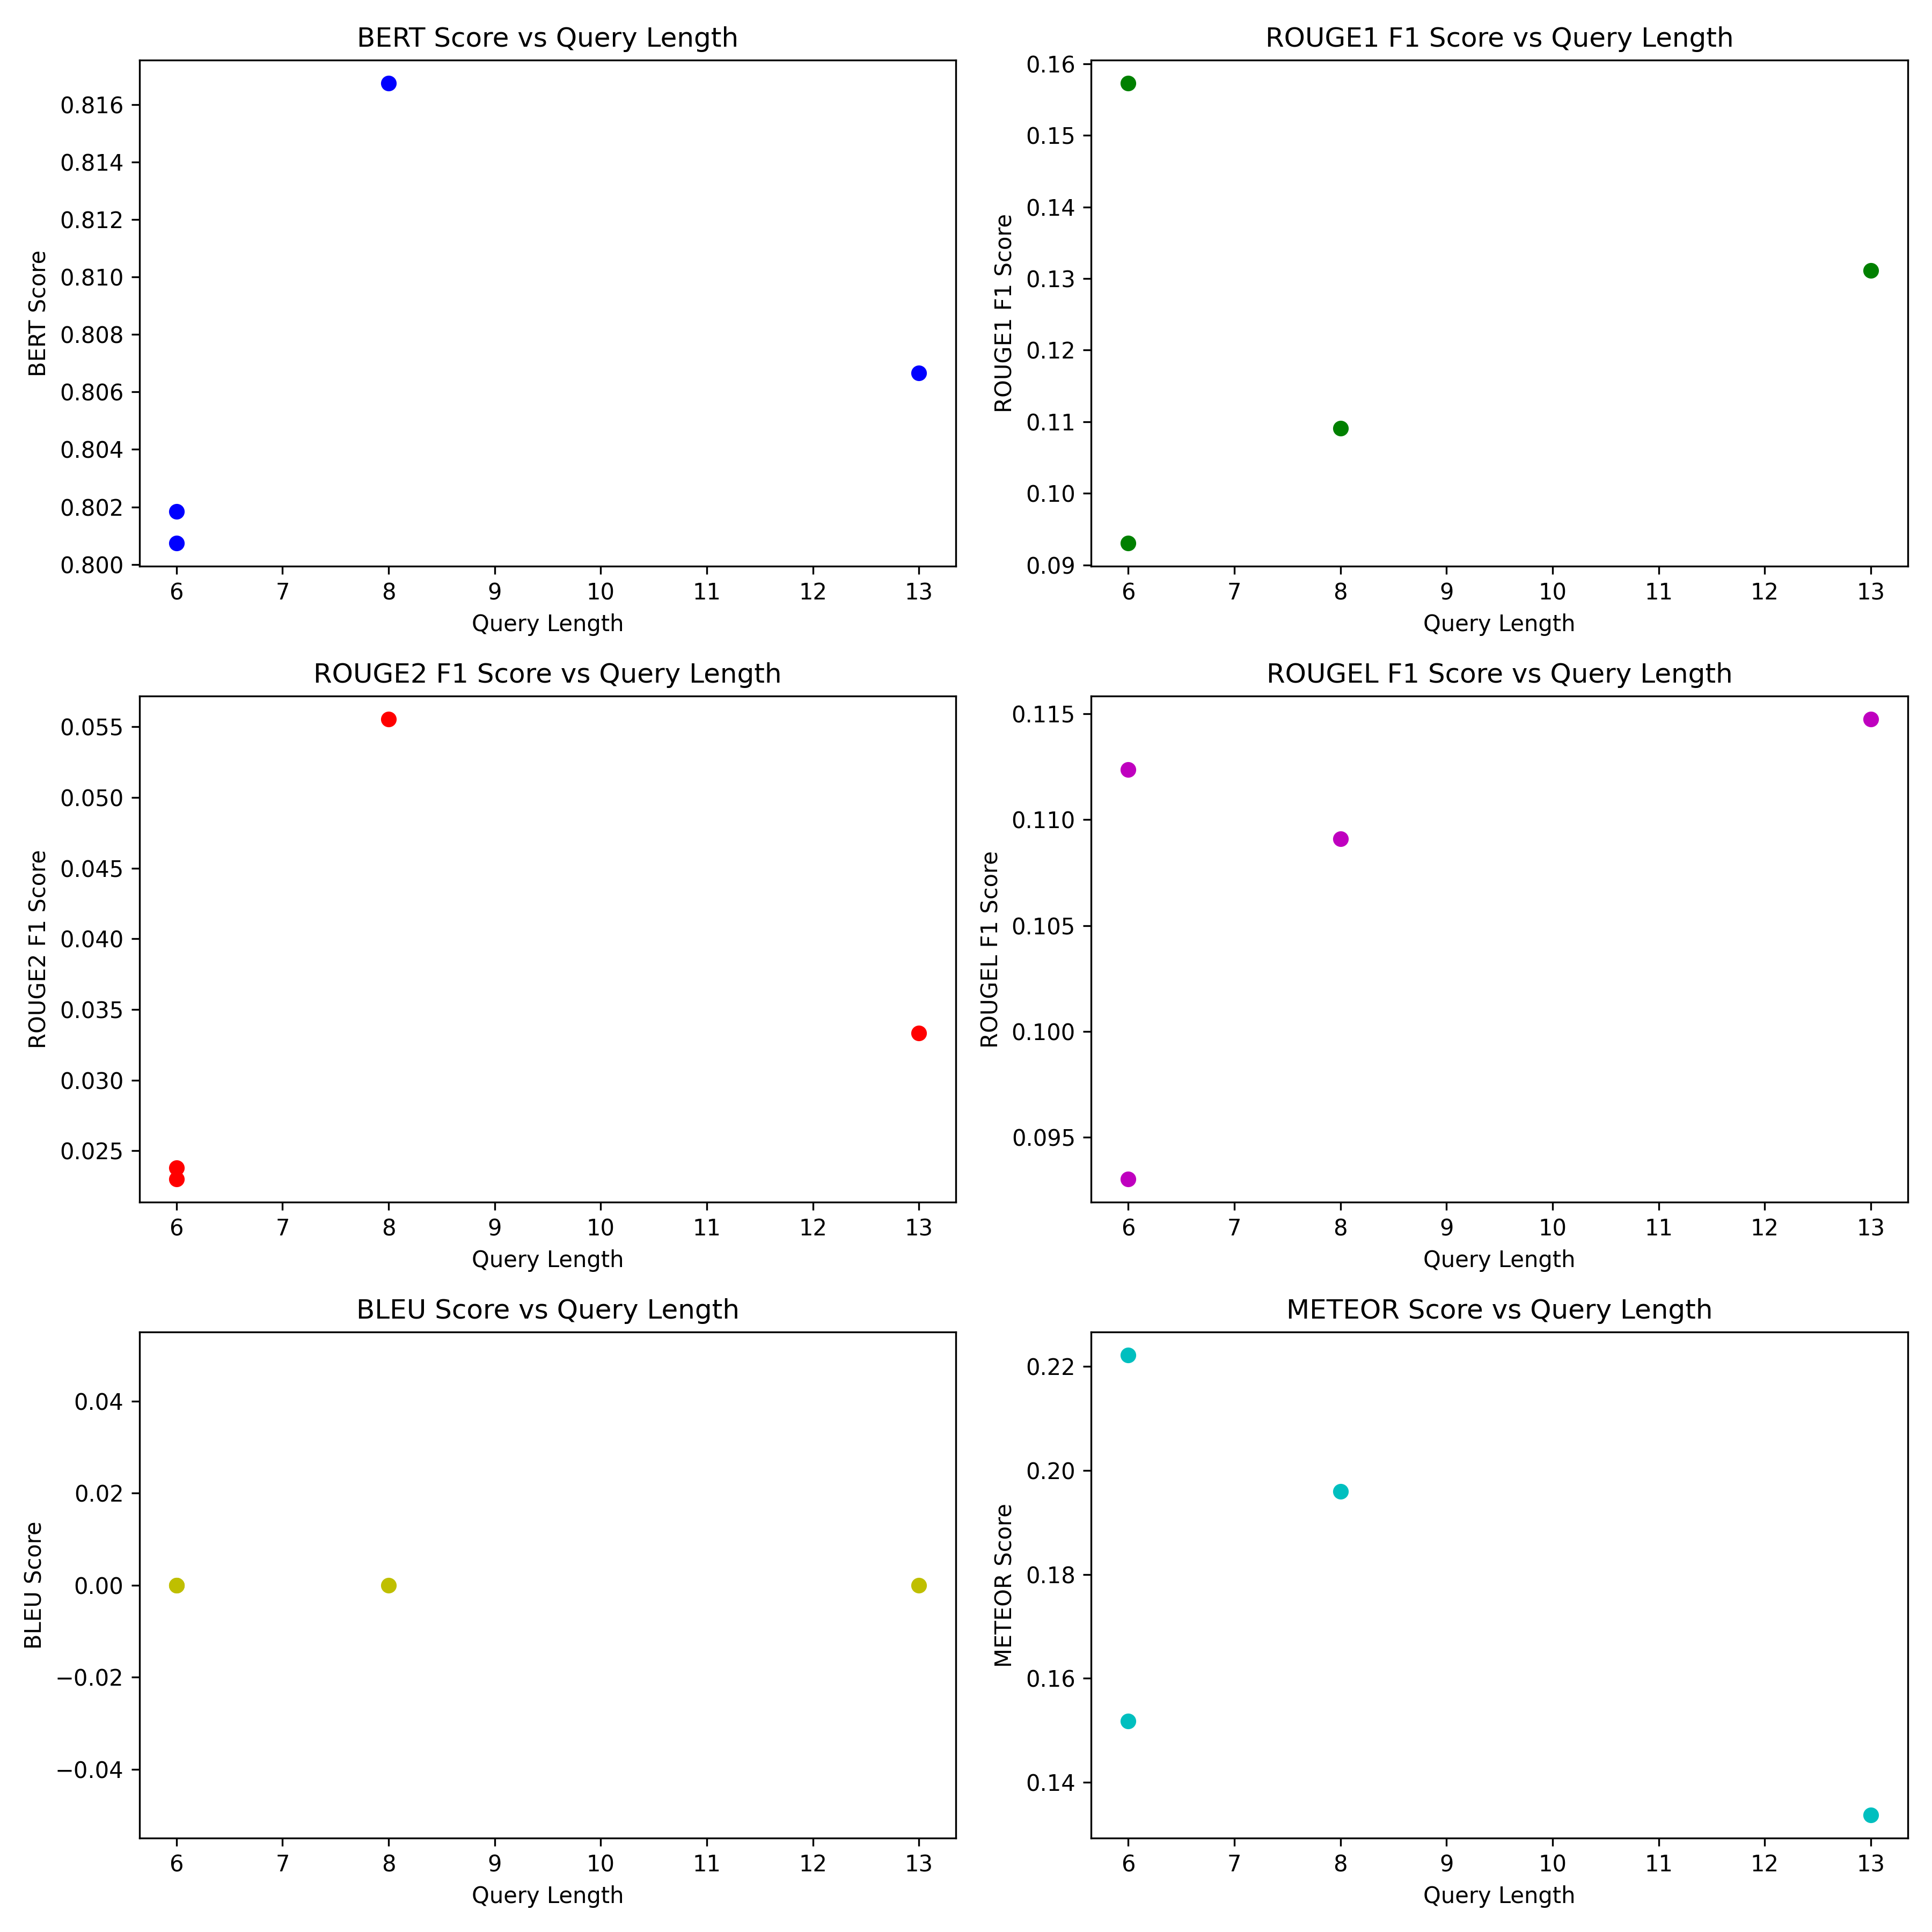 BERT Score vs Query Length
BERT Score
0.816
0.814
0.812
0.810
0.808
0.806
0.804
0.802
0.800
6 7 8 9 10 11 12 13
Query Length
ROUGE1 F1 Score vs Query Length
ROUGE1 F1 Score
0.16
0.15
0.14
0.13
0.12
0.11
0.10
0.09
6 7 8 9 10 11 12 13
Query Length
ROUGE2 F1 Score vs Query Length
ROUGE2 F1 Score
0.055
0.050
0.045
0.040
0.035
0.030
0.025
6 7 8 9 10 11 12 13
Query Length
ROUGEL F1 Score vs Query Length
ROUGEL F1 Score
0.115
0.110
0.105
0.100
0.095
6 7 8 9 10 11 12 13
Query Length
BLEU Score vs Query Length
BLEU Score
0.04
0.02
0.00
−0.02
−0.04
6 7 8 9 10 11 12 13
Query Length
METEOR Score vs Query Length
METEOR Score
0.22
0.20
0.18
0.16
0.14
6 7 8 9 10 11 12 13
Query Length